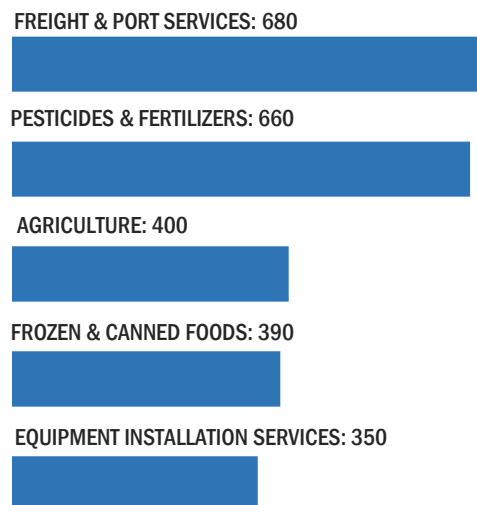 FREIGHT & PORT SERVICES: 680
PESTICIDES & FERTILIZERS: 660
AGRICULTURE: 400
FROZEN & CANNED FOODS: 390
EQUIPMENT INSTALLATION SERVICES: 350